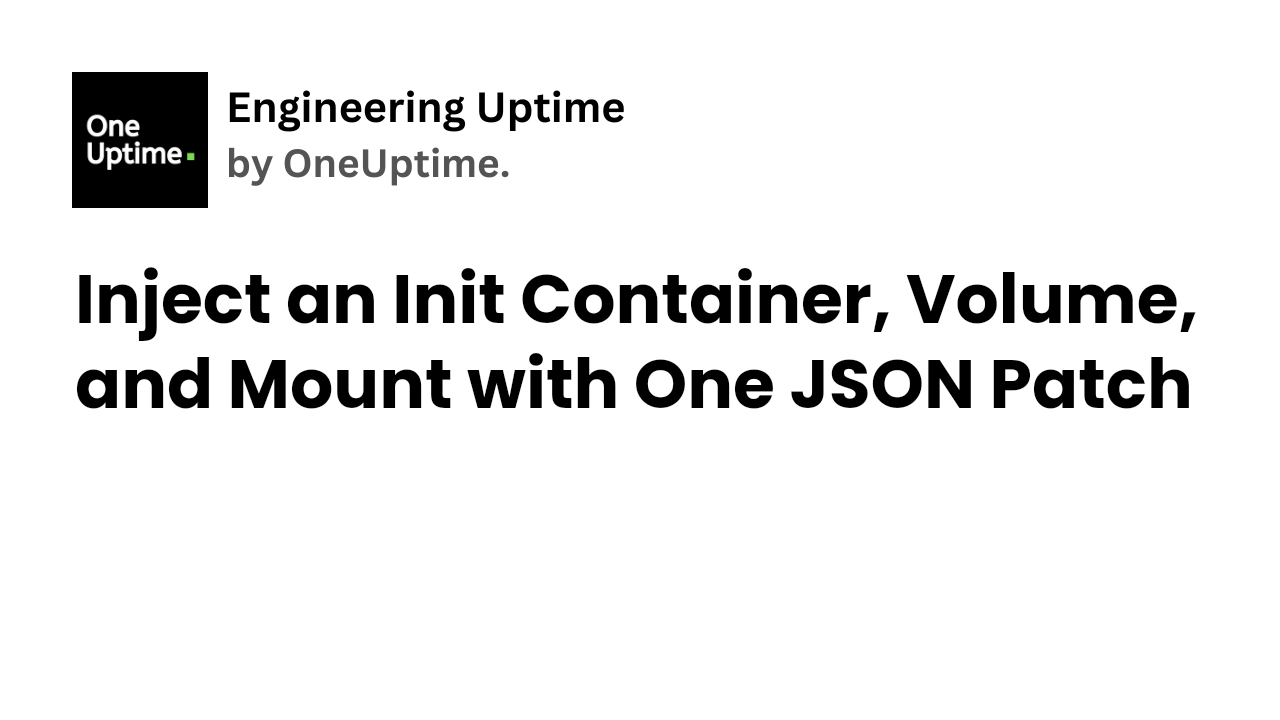 One
Uptime
Engineering Uptime
by OneUptime.
Inject an Init Container, Volume,
and Mount with One JSON Patch